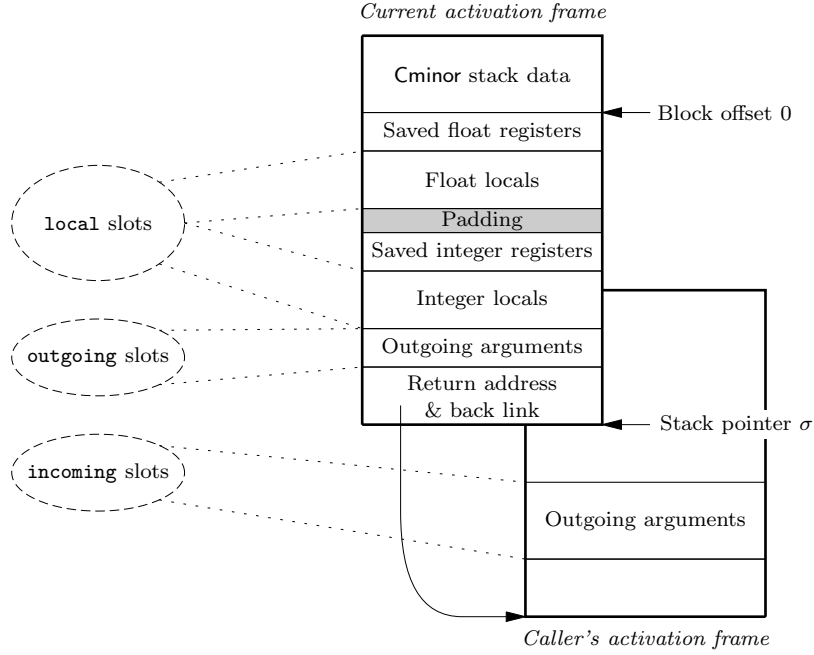 Current activation frame
Cminor stack data
Block offset 0
Saved float registers
Float locals
local slots
Padding
Saved integer registers
Integer locals
outgoing slots
Outgoing arguments
Return address
& back link
Stack pointer σ
incoming slots
Outgoing arguments
Caller's activation frame